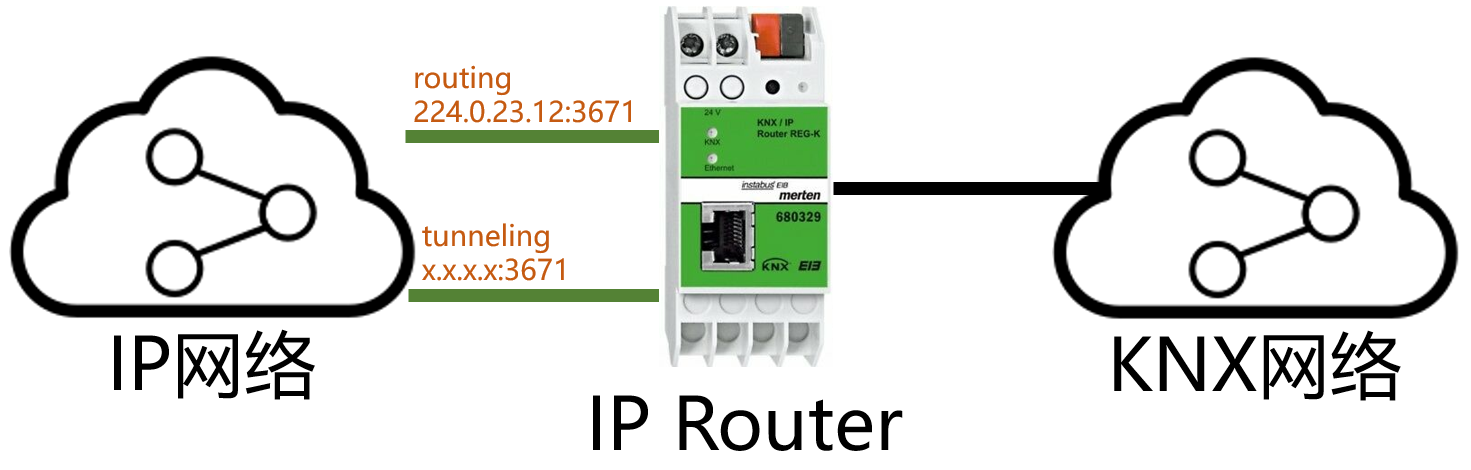 routing
224.0.23.12:3671
tunneling
x.x.x.x:3671
IP网络
24 V
KNX
Ethernet
KNX / IP
Router REG-K
instabus EIB
merten
680329
KNX EIB
IP Router
KNX网络